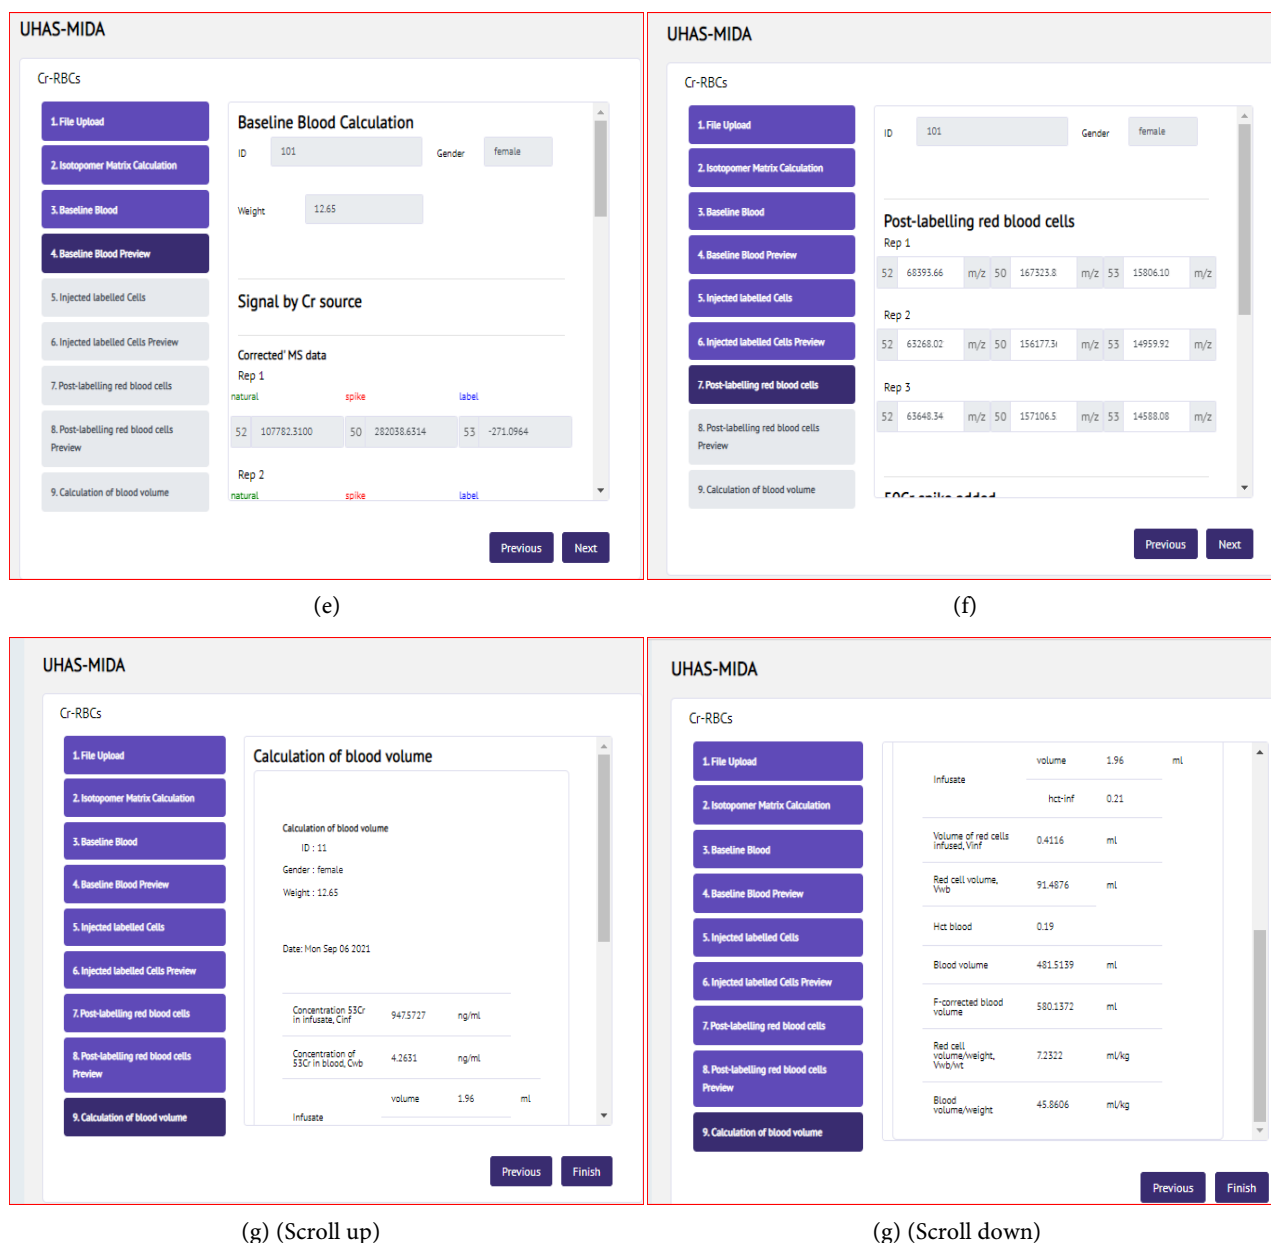 UHAS-MIDA
Cr-RBCs
1. File Upload
2. Isotopomer Matrix Calculation
3. Baseline Blood
4. Baseline Blood Preview
5. Injected labelled Cells
6. Injected labelled Cells Preview
7. Post-labelling red blood cells
8. Post-labelling red blood cells
Preview
9. Calculation of blood volume
Baseline Blood Calculation
ID 101 Gender female
Weight 12.65
Signal by Cr source
Corrected' MS data
Rep 1
natural spike label
52 107782.3100 50 282038.6314 53 -271.0964
Rep 2
natural spike label
Previous Next
(e)
UHAS-MIDA
Cr-RBCs
1. File Upload
2. Isotopomer Matrix Calculation
3. Baseline Blood
4. Baseline Blood Preview
5. Injected labelled Cells
6. Injected labelled Cells Preview
7. Post-labelling red blood cells
8. Post-labelling red blood cells
Preview
9. Calculation of blood volume
ID 101 Gender female
Post-labelling red blood cells
Rep 1
52 68393.66 m/z 50 167323.8 m/z 53 15806.10 m/z
Rep 2
52 63268.02 m/z 50 156177.3 m/z 53 14959.92 m/z
Rep 3
52 63648.34 m/z 50 157106.5 m/z 53 14588.08 m/z
50Cr spike added
Previous Next
(f)
UHAS-MIDA
Cr-RBCs
1. File Upload
2. Isotopomer Matrix Calculation
3. Baseline Blood
4. Baseline Blood Preview
5. Injected labelled Cells
6. Injected labelled Cells Preview
7. Post-labelling red blood cells
8. Post-labelling red blood cells
Preview
9. Calculation of blood volume
Calculation of blood volume
Calculation of blood volume
ID : 11
Gender : female
Weight : 12.65
Date: Mon Sep 06 2021
Concentration 53Cr
in infusate, Cinf 947.5727 ng/ml
Concentration of
53Cr in blood, Cwb 4.2631 ng/ml
volume 1.96 ml
Infusate
Previous Finish
(g) (Scroll up)
UHAS-MIDA
Cr-RBCs
1. File Upload
2. Isotopomer Matrix Calculation
3. Baseline Blood
4. Baseline Blood Preview
5. Injected labelled Cells
6. Injected labelled Cells Preview
7. Post-labelling red blood cells
8. Post-labelling red blood cells
Preview
9. Calculation of blood volume
volume 1.96 ml
Infusate
hct-inf 0.21
Volume of red cells
infused, Vinf 0.4116 ml
Red cell volume,
Vwb 91.4876 ml
Hct blood 0.19
Blood volume 481.5139 ml
F-corrected blood
volume 580.1372 ml
Red cell
volume/weight,
Vwb/wt 7.2322 ml/kg
Blood
volume/weight 45.8606 ml/kg
Previous Finish
(g) (Scroll down)